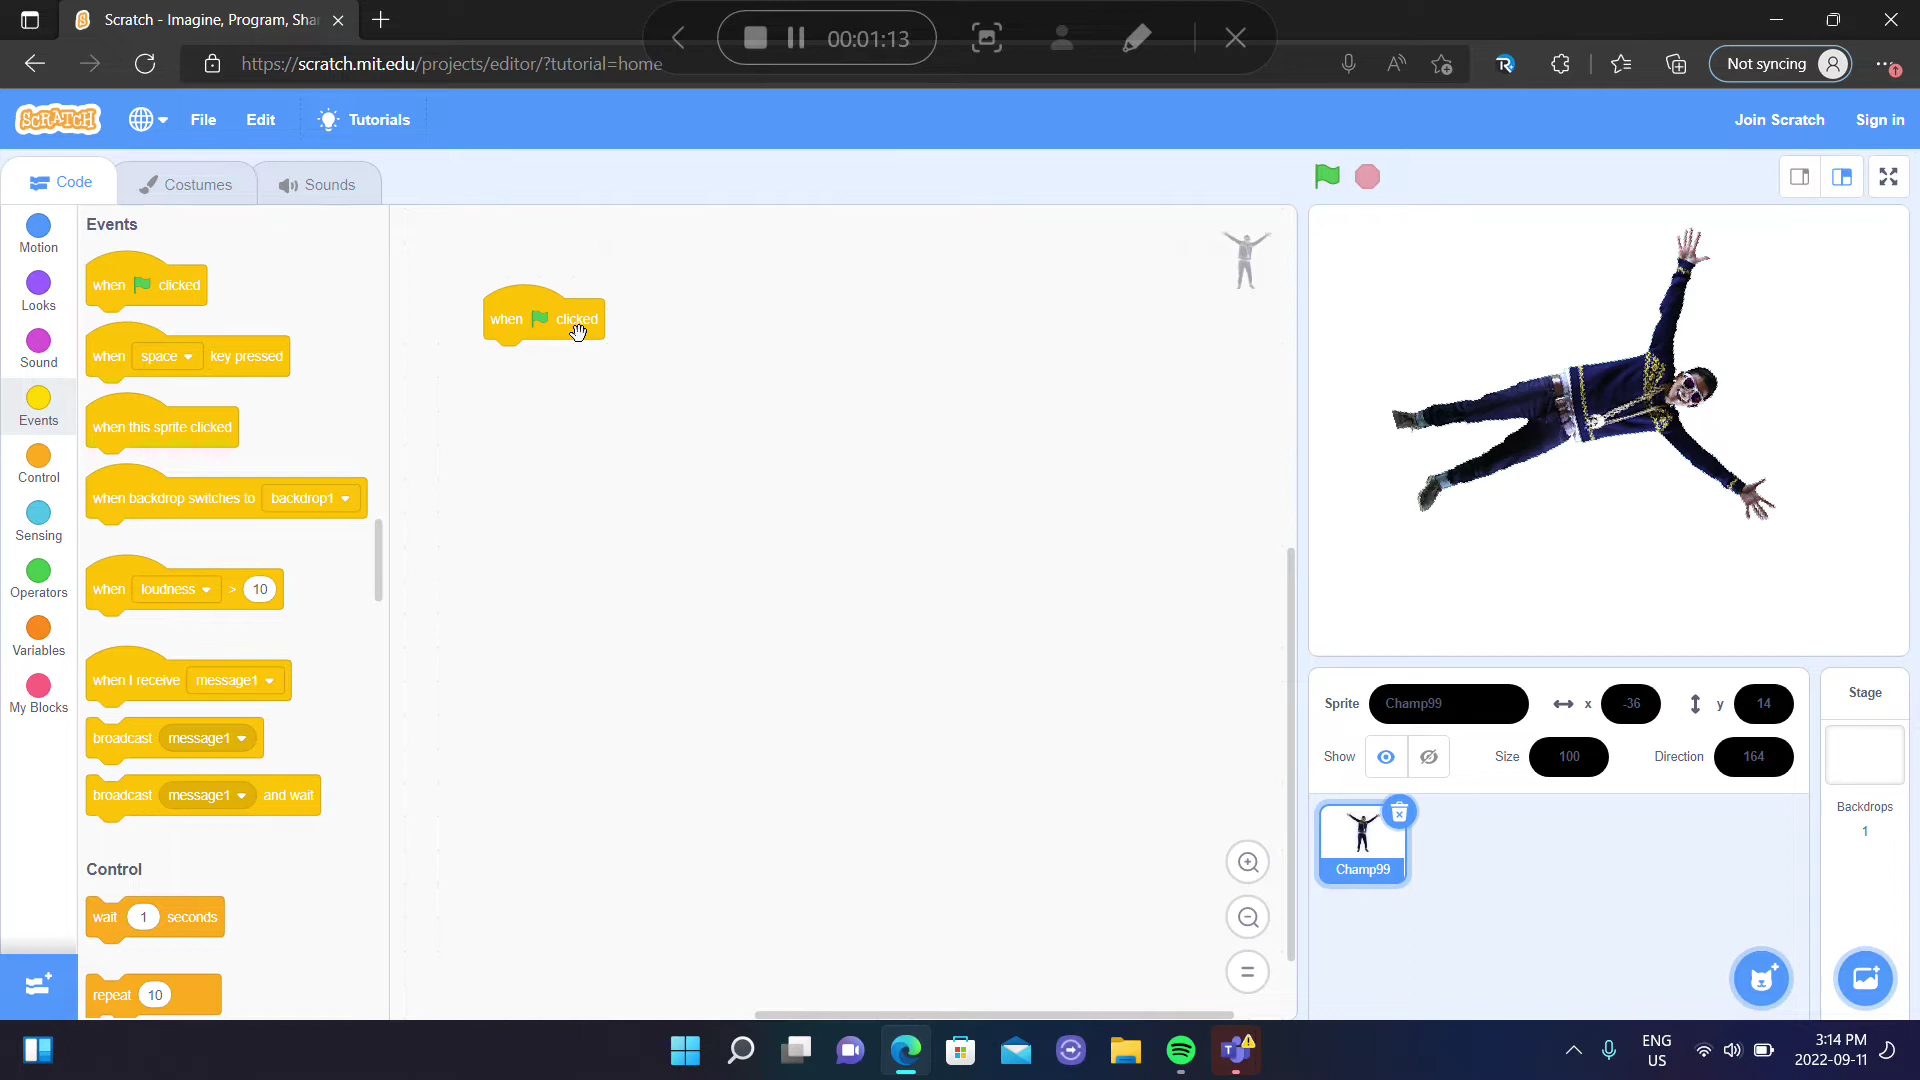 Scratch - Imagine, Program, Sha
00:01:13
https://scratch.mit.edu/projects/editor/?tutorial=home
Not syncing
SCRATCH
File
Edit
Tutorials
Join Scratch
Sign in
Code
Costumes
Sounds
Motion
Looks
Sound
Events
Control
Sensing
Operators
Variables
My Blocks
Events
when clicked
when space key pressed
when this sprite clicked
when backdrop switches to backdrop1
when loudness > 10
when I receive message1
broadcast message1
broadcast message1 and wait
Control
wait 1 seconds
repeat 10
when clicked
Sprite Champ99 x -36 y 14
Show Size 100 Direction 164
Champ99
Stage
Backdrops
1
ENG
US
3:14 PM
2022-09-11